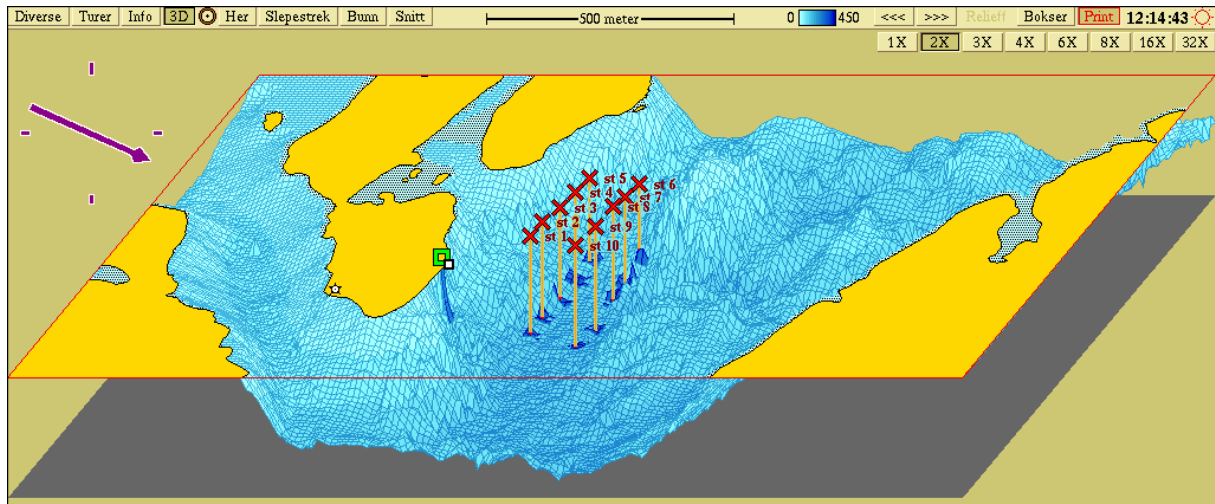 Diverse Turer Info 3D Her Slepestrek Bunn Snitt 500 meter 0 450 <<< >>> Relieff Bokser Print 12:14:43
1X 2X 3X 4X 6X 8X 16X 32X
st 5
st 6
st 4
st 7
st 3
st 8
st 2
st 9
st 1
st 10